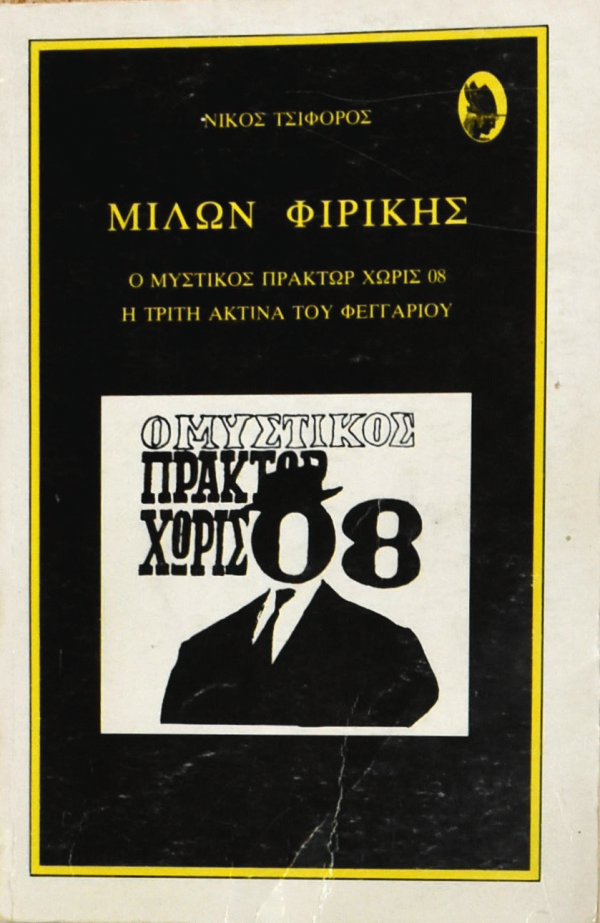 ΝΙΚΟΣ ΤΣΙΦΟΡΟΣ
ΜΙΛΩΝ ΦΙΡΙΚΗΣ
Ο ΜΥΣΤΙΚΟΣ ΠΡΑΚΤΩΡ ΧΩΡΙΣ 08
Η ΤΡΙΤΗ ΑΚΤΙΝΑ ΤΟΥ ΦΕΓΓΑΡΙΟΥ
Ο ΜΥΣΤΙΚΟΣ
ΠΡΑΚΤΩΡ
ΧΩΡΙΣ 08